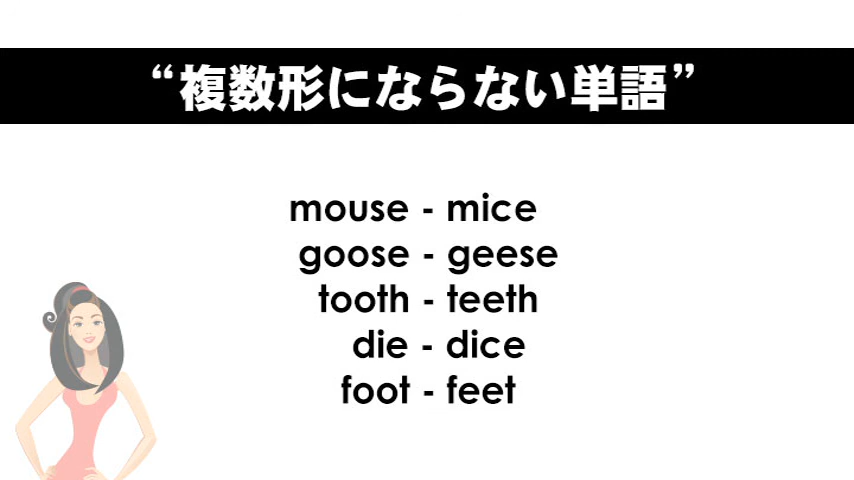 “複数形にならない単語”
mouse - mice
goose - geese
tooth - teeth
die - dice
foot - feet